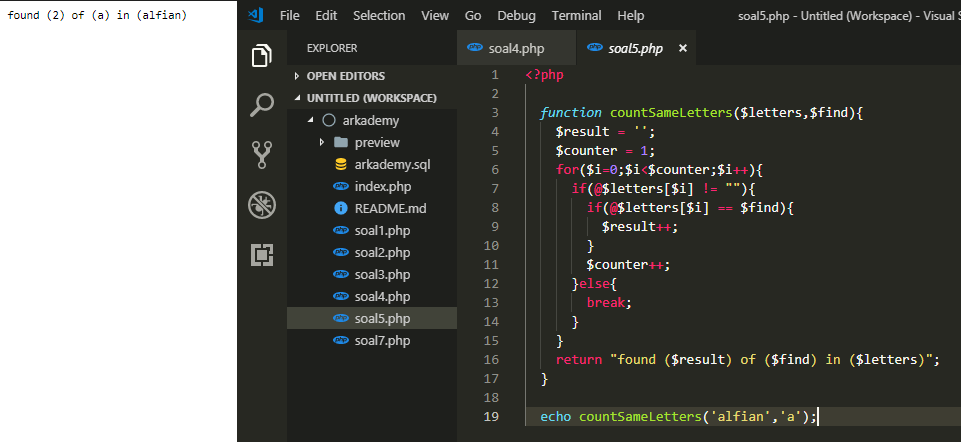 found (2) of (a) in (alfian)
File Edit Selection View Go Debug Terminal Help soal5.php - Untitled (Workspace) - Visual S
EXPLORER
OPEN EDITORS
UNTITLED (WORKSPACE)
arkademy
preview
arkademy.sql
index.php
README.md
soal1.php
soal2.php
soal3.php
soal4.php
soal5.php
soal7.php
php soal4.php php soal5.php ×
1 <?php
2
3 function countSameLetters($letters,$find){
4 $result = '';
5 $counter = 1;
6 for($i=0;$i<$counter;$i++){
7 if(@$letters[$i] != ""){
8 if(@$letters[$i] == $find){
9 $result++;
10 }
11 $counter++;
12 }else{
13 break;
14 }
15 }
16 return "found ($result) of ($find) in ($letters)";
17 }
18
19 echo countSameLetters('alfian','a');